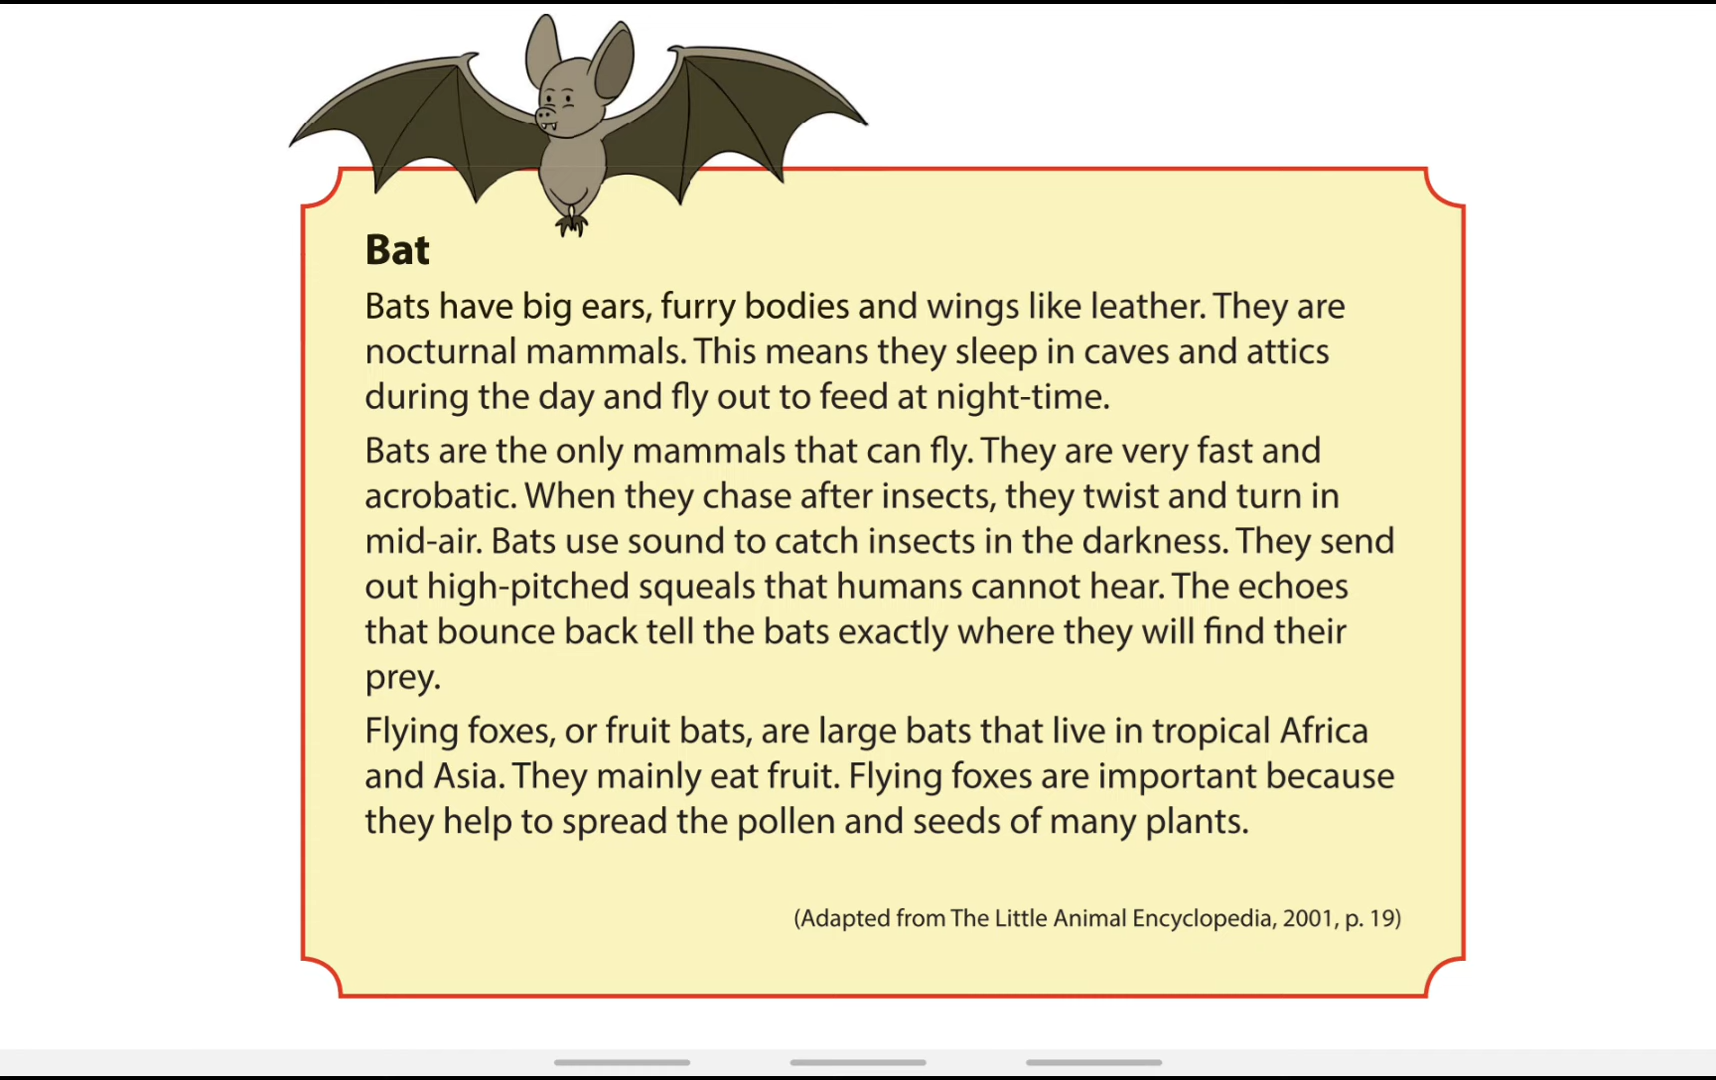 Bat
Bats have big ears, furry bodies and wings like leather. They are
nocturnal mammals. This means they sleep in caves and attics
during the day and fly out to feed at night-time.
Bats are the only mammals that can fly. They are very fast and
acrobatic. When they chase after insects, they twist and turn in
mid-air. Bats use sound to catch insects in the darkness. They send
out high-pitched squeals that humans cannot hear. The echoes
that bounce back tell the bats exactly where they will find their
prey.
Flying foxes, or fruit bats, are large bats that live in tropical Africa
and Asia. They mainly eat fruit. Flying foxes are important because
they help to spread the pollen and seeds of many plants.
(Adapted from The Little Animal Encyclopedia, 2001, p. 19)